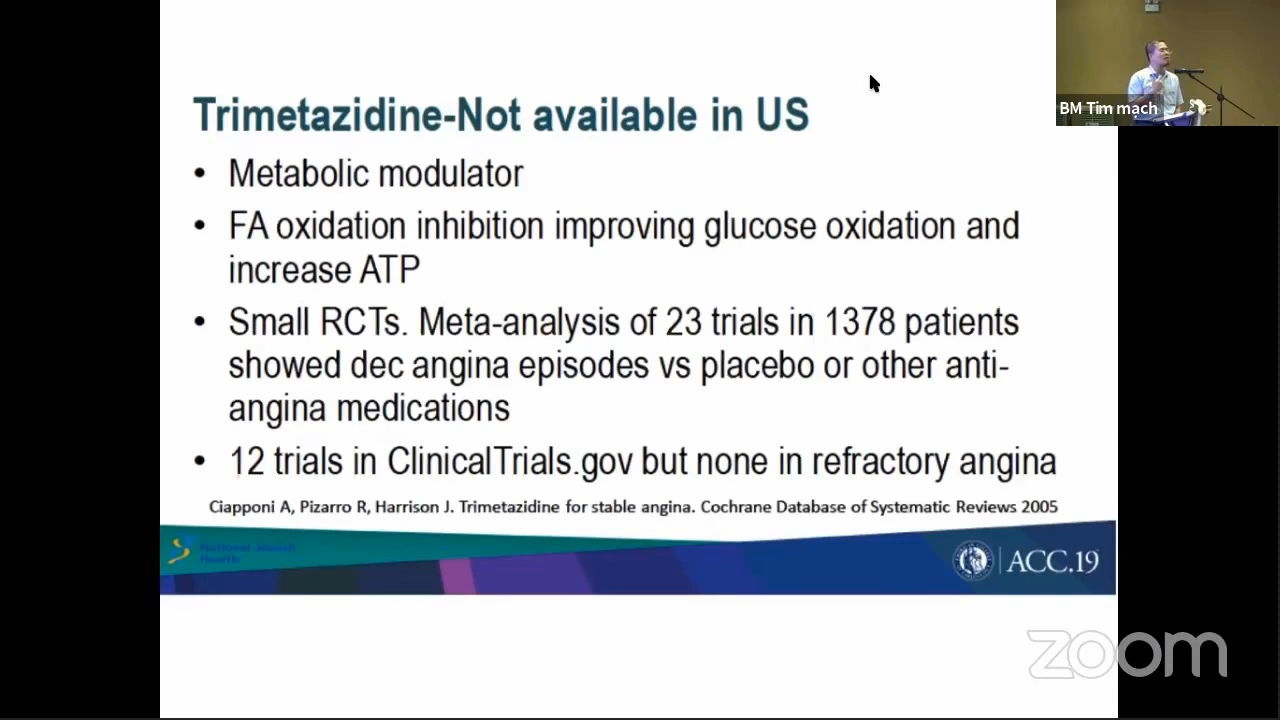 Trimetazidine-Not available in US
• Metabolic modulator
• FA oxidation inhibition improving glucose oxidation and
increase ATP
• Small RCTs. Meta-analysis of 23 trials in 1378 patients
showed dec angina episodes vs placebo or other anti-
angina medications
• 12 trials in ClinicalTrials.gov but none in refractory angina
Ciapponi A, Pizarro R, Harrison J. Trimetazidine for stable angina. Cochrane Database of Systematic Reviews 2005
National Jewish
Health
ACC.19
BM Tim mach
zoom